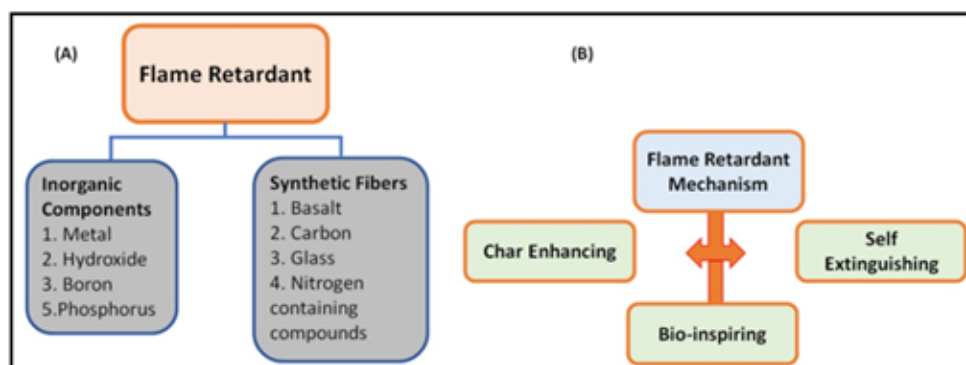 (A)
Flame Retardant
Inorganic
Components
1. Metal
2. Hydroxide
3. Boron
5.Phosphorus
Synthetic Fibers
1. Basalt
2. Carbon
3. Glass
4. Nitrogen
containing
compounds
(B)
Flame Retardant
Mechanism
Char Enhancing
Self
Extinguishing
Bio-inspiring